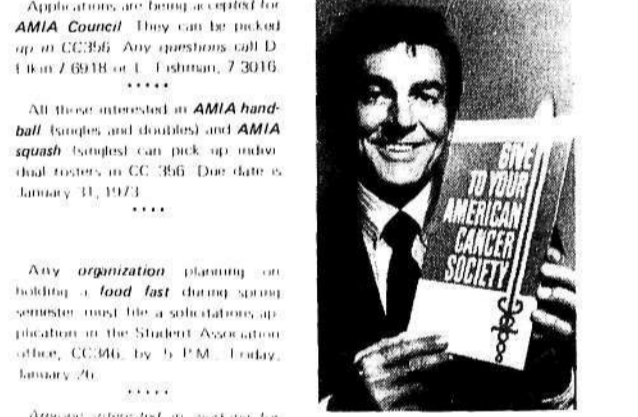 Applications are being accepted for
AMIA Council They can be picked
up in CC356 Any questions call D
Elkin 7 6918 or L Fishman, 7 3016
*****
All those interested in AMIA hand-
ball (singles and doubles) and AMIA
squash (singles) can pick up indivi
dual rosters in CC 356 Due date is
January 31, 1973
****
Any organization planning on
holding a food fast during spring
semester must file a solicitations ap
plication in the Student Association
office, CC346, by 5 P.M. Friday,
January 26
*****
Anyone interested in
GIVE
TO YOUR
AMERICAN
CANCER
SOCIETY